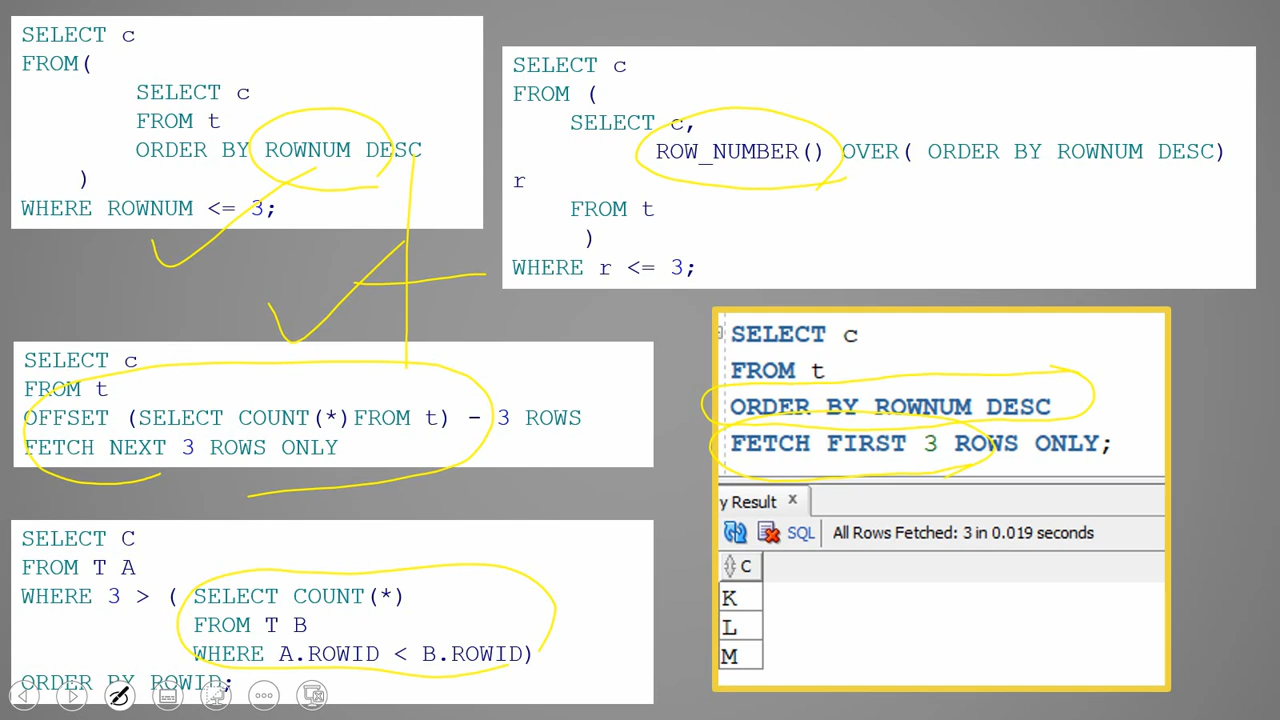 SELECT c
FROM(
SELECT c
FROM t
ORDER BY ROWNUM DESC
)
WHERE ROWNUM <= 3;
SELECT c
FROM (
SELECT c,
ROW_NUMBER() OVER( ORDER BY ROWNUM DESC)
r
FROM t
)
WHERE r <= 3;
SELECT c
FROM t
OFFSET (SELECT COUNT(*)FROM t) - 3 ROWS
FETCH NEXT 3 ROWS ONLY
SELECT c
FROM t
ORDER BY ROWNUM DESC
FETCH FIRST 3 ROWS ONLY;
y Result x
SQL | All Rows Fetched: 3 in 0.019 seconds
C
K
L
M
SELECT C
FROM T A
WHERE 3 > ( SELECT COUNT(*)
FROM T B
WHERE A.ROWID < B.ROWID)
ORDER BY ROWID;